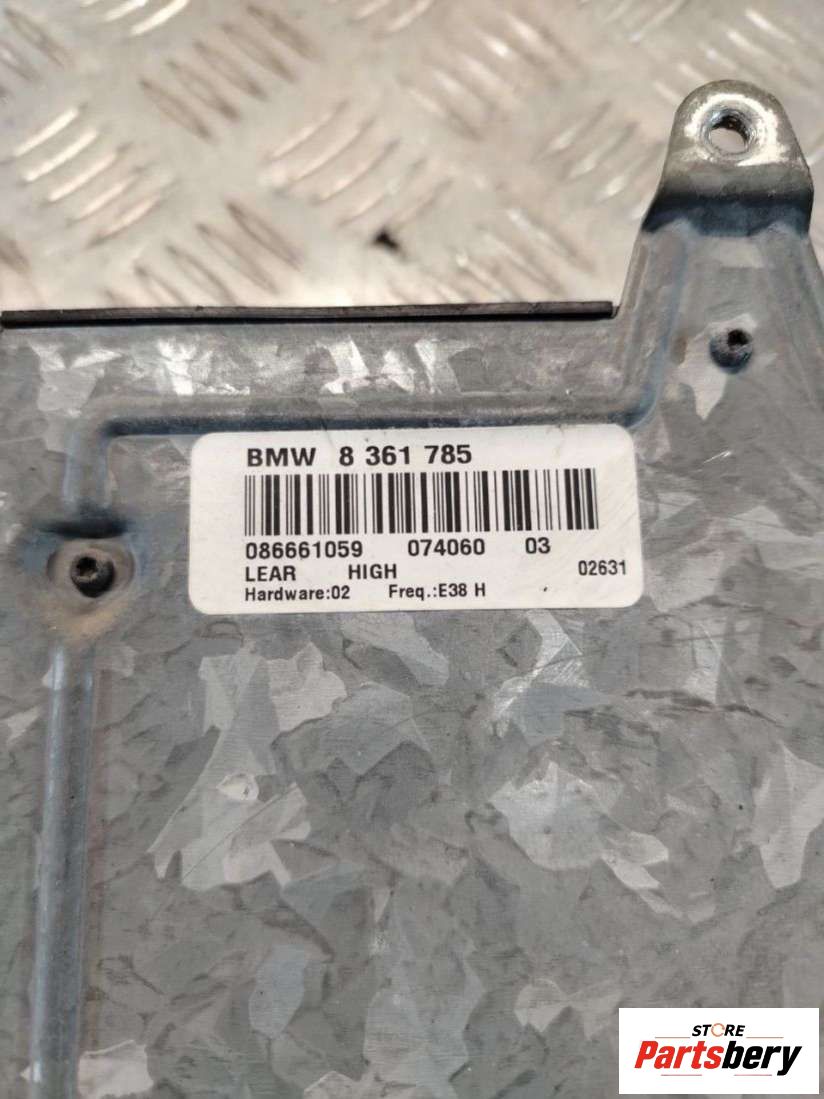 BMW 8 361 785
086661059 074060 03
LEAR HIGH 02631
Hardware:02 Freq.:E38 H
STORE
Partsbery